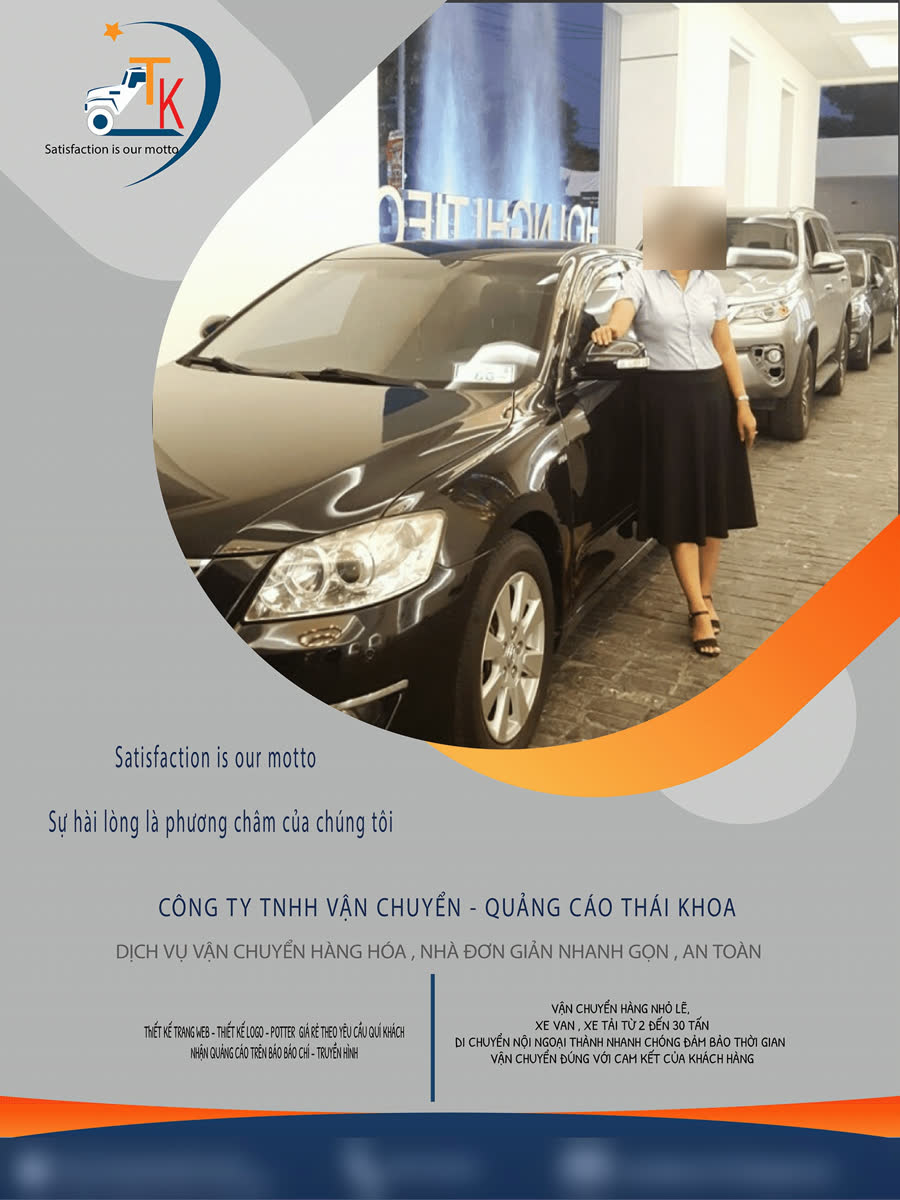 TK
Satisfaction is our motto
HỘI NGHỊ TIỆC
Satisfaction is our motto
Sự hài lòng là phương châm của chúng tôi
CÔNG TY TNHH VẬN CHUYỂN - QUẢNG CÁO THÁI KHOA
DỊCH VỤ VẬN CHUYỂN HÀNG HÓA , NHÀ ĐƠN GIẢN NHANH GỌN , AN TOÀN
THIẾT KẾ TRANG WEB – THIẾT KẾ LOGO – POTTER GIÁ RẺ THEO YÊU CẦU QUÍ KHÁCH
NHẬN QUẢNG CÁO TRÊN BÁO BÁO CHÍ – TRUYỀN HÌNH
VẬN CHUYỂN HÀNG NHỎ LẼ,
XE VAN , XE TẢI TỪ 2 ĐẾN 30 TẤN
DI CHUYỂN NỘI NGOẠI THÀNH NHANH CHÓNG ĐẢM BẢO THỜI GIAN
VẬN CHUYỂN ĐÚNG VỚI CAM KẾT CỦA KHÁCH HÀNG